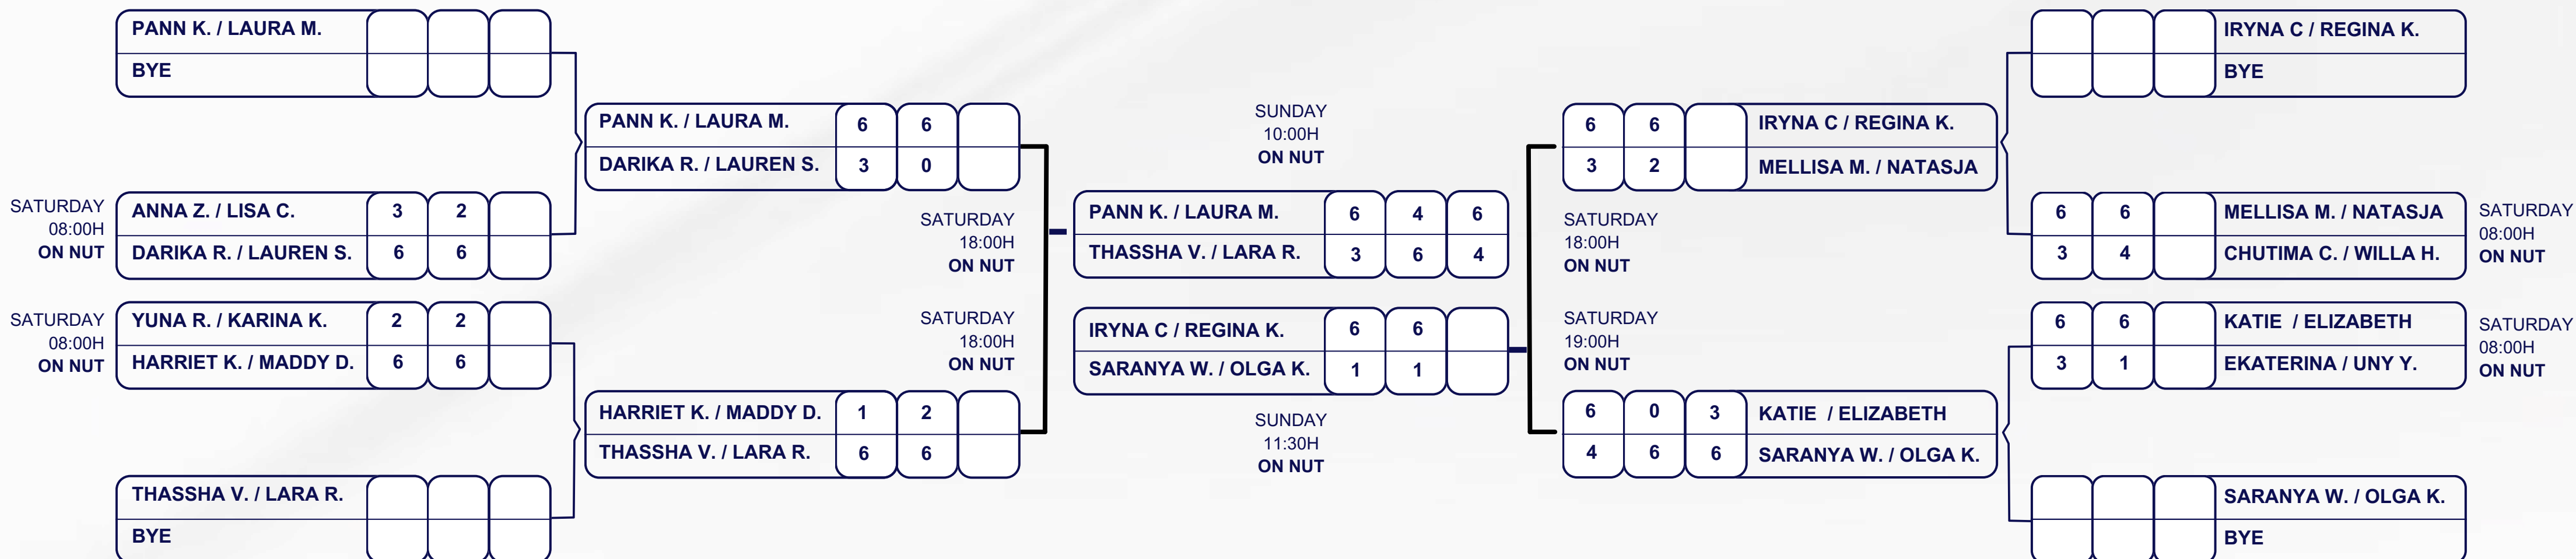 PANN K. / LAURA M.
BYE
SATURDAY
08:00H
ON NUT
ANNA Z. / LISA C. 3 2
DARIKA R. / LAUREN S. 6 6
SATURDAY
08:00H
ON NUT
YUNA R. / KARINA K. 2 2
HARRIET K. / MADDY D. 6 6
THASSHA V. / LARA R.
BYE
PANN K. / LAURA M. 6 6
DARIKA R. / LAUREN S. 3 0
SATURDAY
18:00H
ON NUT
SATURDAY
18:00H
ON NUT
HARRIET K. / MADDY D. 1 2
THASSHA V. / LARA R. 6 6
SUNDAY
10:00H
ON NUT
PANN K. / LAURA M. 6 4 6
THASSHA V. / LARA R. 3 6 4
IRYNA C / REGINA K. 6 6
SARANYA W. / OLGA K. 1 1
SUNDAY
11:30H
ON NUT
6 6 IRYNA C / REGINA K.
3 2 MELLISA M. / NATASJA
SATURDAY
18:00H
ON NUT
SATURDAY
19:00H
ON NUT
6 0 3 KATIE / ELIZABETH
4 6 6 SARANYA W. / OLGA K.
IRYNA C / REGINA K.
BYE
6 6 MELLISA M. / NATASJA
3 4 CHUTIMA C. / WILLA H.
SATURDAY
08:00H
ON NUT
6 6 KATIE / ELIZABETH
3 1 EKATERINA / UNY Y.
SATURDAY
08:00H
ON NUT
SARANYA W. / OLGA K.
BYE